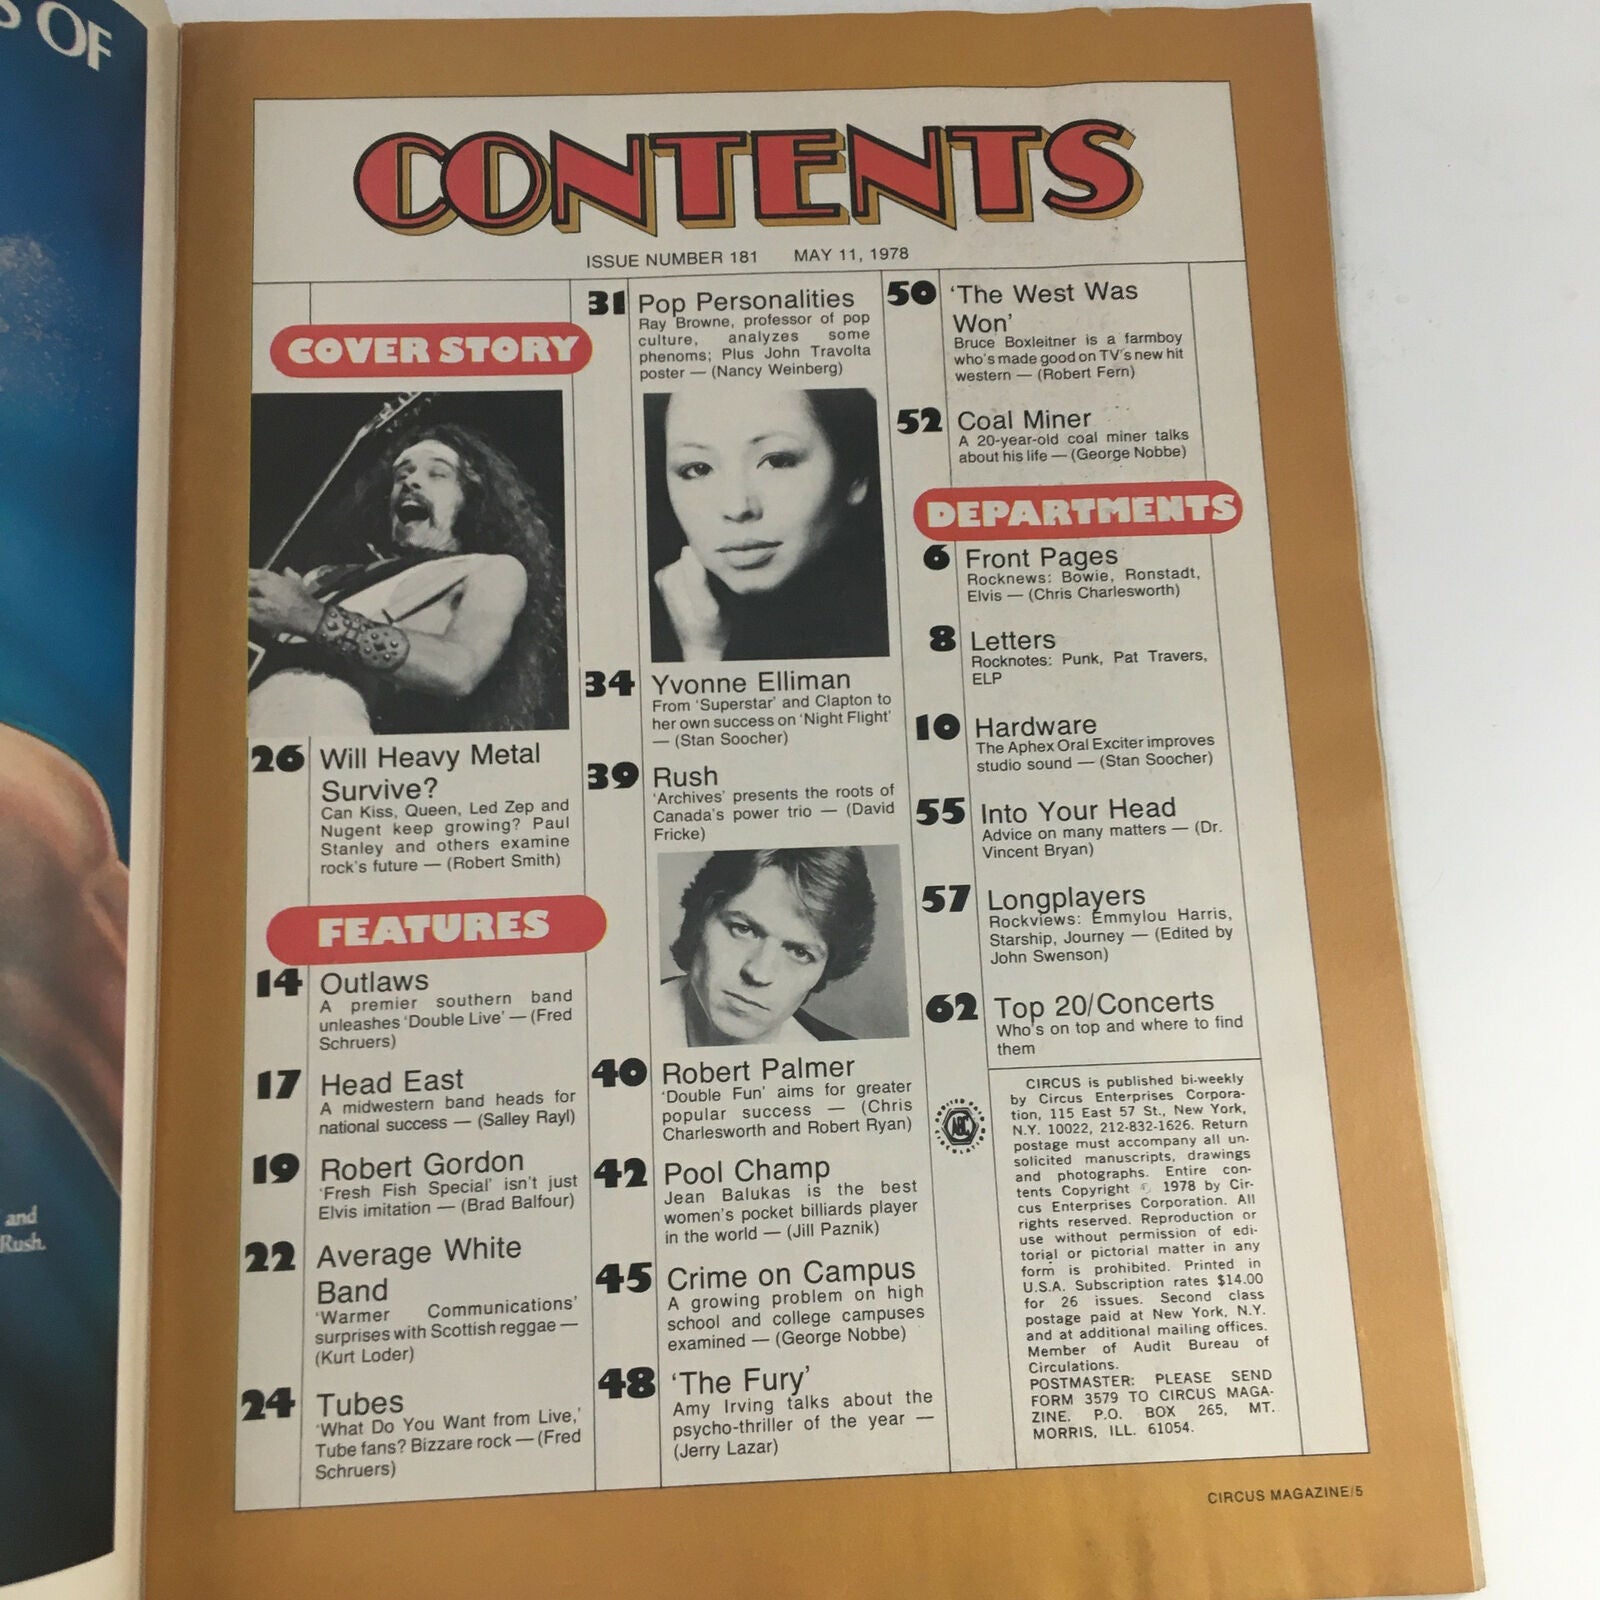 S OF
and
Rush.
CONTENTS
ISSUE NUMBER 181 MAY 11, 1978
COVER STORY
26 Will Heavy Metal
Survive?
Can Kiss, Queen, Led Zep and
Nugent keep growing? Paul
Stanley and others examine
rock's future — (Robert Smith)
FEATURES
14 Outlaws
A premier southern band
unleashes 'Double Live' — (Fred
Schruers)
17 Head East
A midwestern band heads for
national success — (Salley Rayl)
19 Robert Gordon
'Fresh Fish Special' isn't just
Elvis imitation — (Brad Balfour)
22 Average White
Band
'Warmer Communications'
surprises with Scottish reggae —
(Kurt Loder)
24 Tubes
'What Do You Want from Live,'
Tube fans? Bizzare rock — (Fred
Schruers)
31 Pop Personalities
Ray Browne, professor of pop
culture, analyzes some
phenoms; Plus John Travolta
poster — (Nancy Weinberg)
34 Yvonne Elliman
From 'Superstar' and Clapton to
her own success on 'Night Flight'
— (Stan Soocher)
39 Rush
'Archives' presents the roots of
Canada's power trio — (David
Fricke)
40 Robert Palmer
'Double Fun' aims for greater
popular success — (Chris
Charlesworth and Robert Ryan)
42 Pool Champ
Jean Balukas is the best
women's pocket billiards player
in the world — (Jill Paznik)
45 Crime on Campus
A growing problem on high
school and college campuses
examined — (George Nobbe)
48 'The Fury'
Amy Irving talks about the
psycho-thriller of the year —
(Jerry Lazar)
50 'The West Was
Won'
Bruce Boxleitner is a farmboy
who's made good on TV's new hit
western — (Robert Fern)
52 Coal Miner
A 20-year-old coal miner talks
about his life — (George Nobbe)
DEPARTMENTS
6 Front Pages
Rocknews: Bowie, Ronstadt,
Elvis — (Chris Charlesworth)
8 Letters
Rocknotes: Punk, Pat Travers,
ELP
10 Hardware
The Aphex Oral Exciter improves
studio sound — (Stan Soocher)
55 Into Your Head
Advice on many matters — (Dr.
Vincent Bryan)
57 Longplayers
Rockviews: Emmylou Harris,
Starship, Journey — (Edited by
John Swenson)
62 Top 20/Concerts
Who's on top and where to find
them
ABC
CIRCUS is published bi-weekly
by Circus Enterprises Corpora-
tion, 115 East 57 St., New York,
N.Y. 10022, 212-832-1626. Return
postage must accompany all un-
solicited manuscripts, drawings
and photographs. Entire con-
tents Copyright © 1978 by Cir-
cus Enterprises Corporation. All
rights reserved. Reproduction or
use without permission of edi-
torial or pictorial matter in any
form is prohibited. Printed in
U.S.A. Subscription rates $14.00
for 26 issues. Second class
postage paid at New York, N.Y.
and at additional mailing offices.
Member of Audit Bureau of
Circulations.
POSTMASTER: PLEASE SEND
FORM 3579 TO CIRCUS MAGA-
ZINE, P.O. BOX 265, MT.
MORRIS, ILL. 61054.
CIRCUS MAGAZINE/5